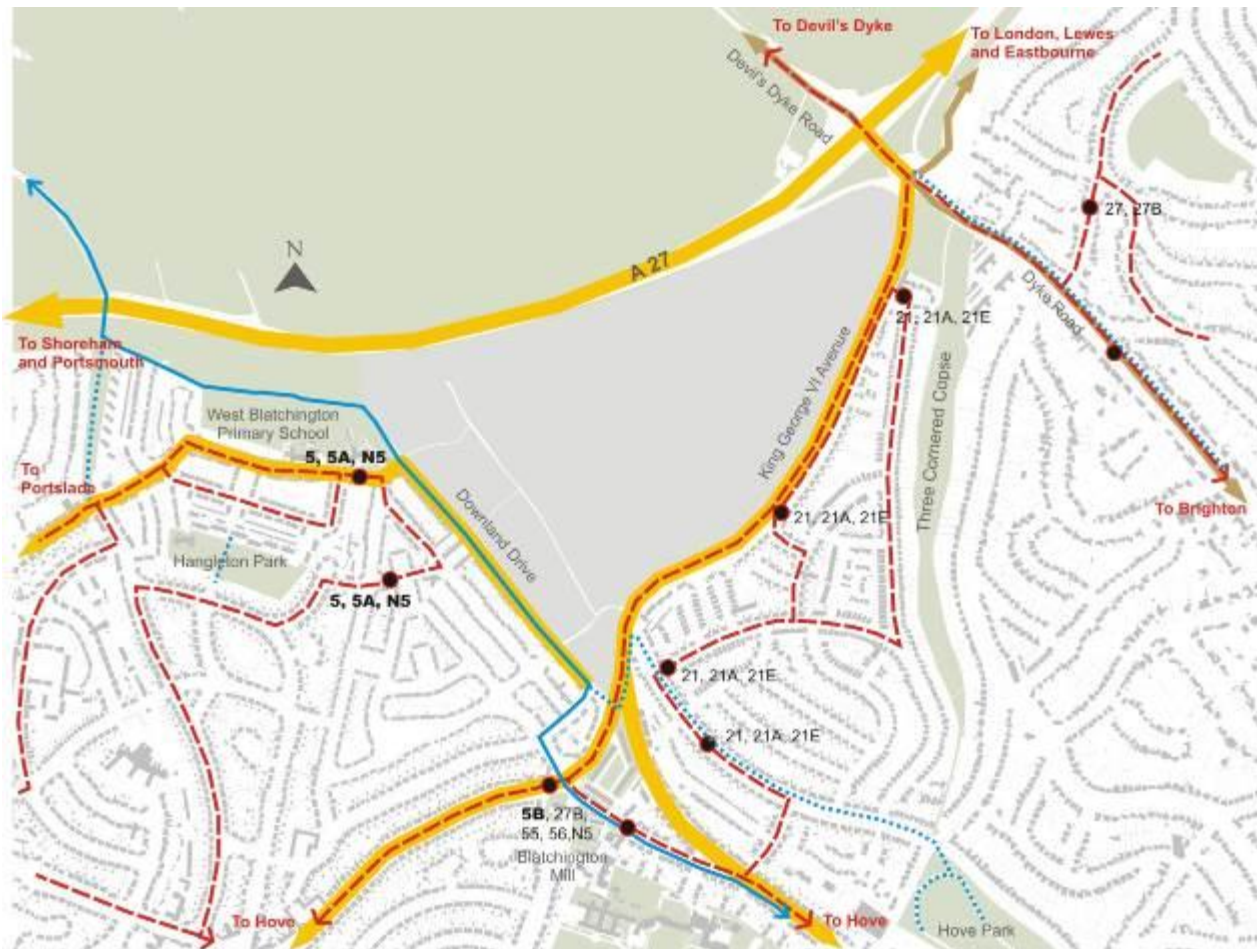 To Devil's Dyke
To London, Lewes
and Eastbourne
Devil's Dyke Road
27, 27B
N
A 27
21, 21A, 21E
Dyke Road
To Shoreham
and Portsmouth
King George VI Avenue
West Blatchington
Primary School
Three Cornered Copse
5, 5A, N5
To
Portslade
To Brighton
Downland Drive
21, 21A, 21E
Hangleton Park
5, 5A, N5
21, 21A, 21E
21, 21A, 21E
5B, 27B,
55, 56,N5
Blatchington
Mill
To Hove
To Hove
Hove Park